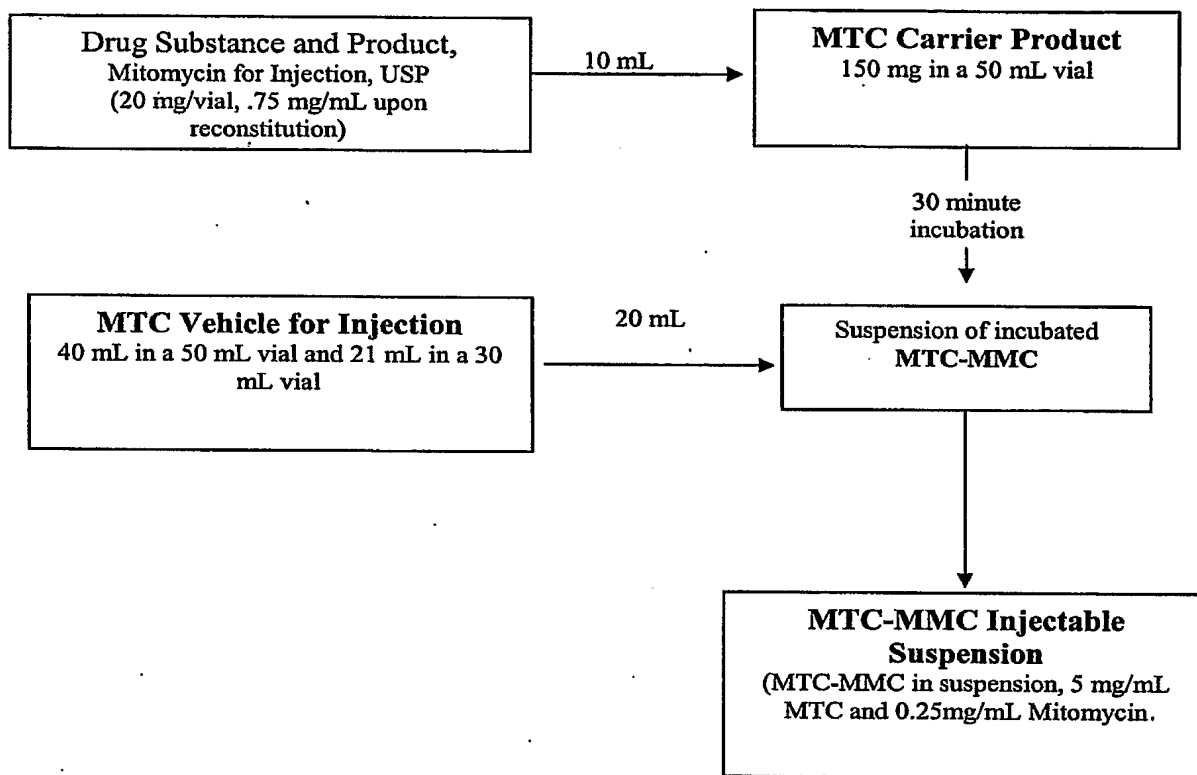 Drug Substance and Product,
Mitomycin for Injection, USP
(20 mg/vial, .75 mg/mL upon
reconstitution)
10 mL
MTC Carrier Product
150 mg in a 50 mL vial
30 minute
incubation
MTC Vehicle for Injection
40 mL in a 50 mL vial and 21 mL in a 30
mL vial
20 mL
Suspension of incubated
MTC-MMC
MTC-MMC Injectable
Suspension
(MTC-MMC in suspension, 5 mg/mL
MTC and 0.25mg/mL Mitomycin.